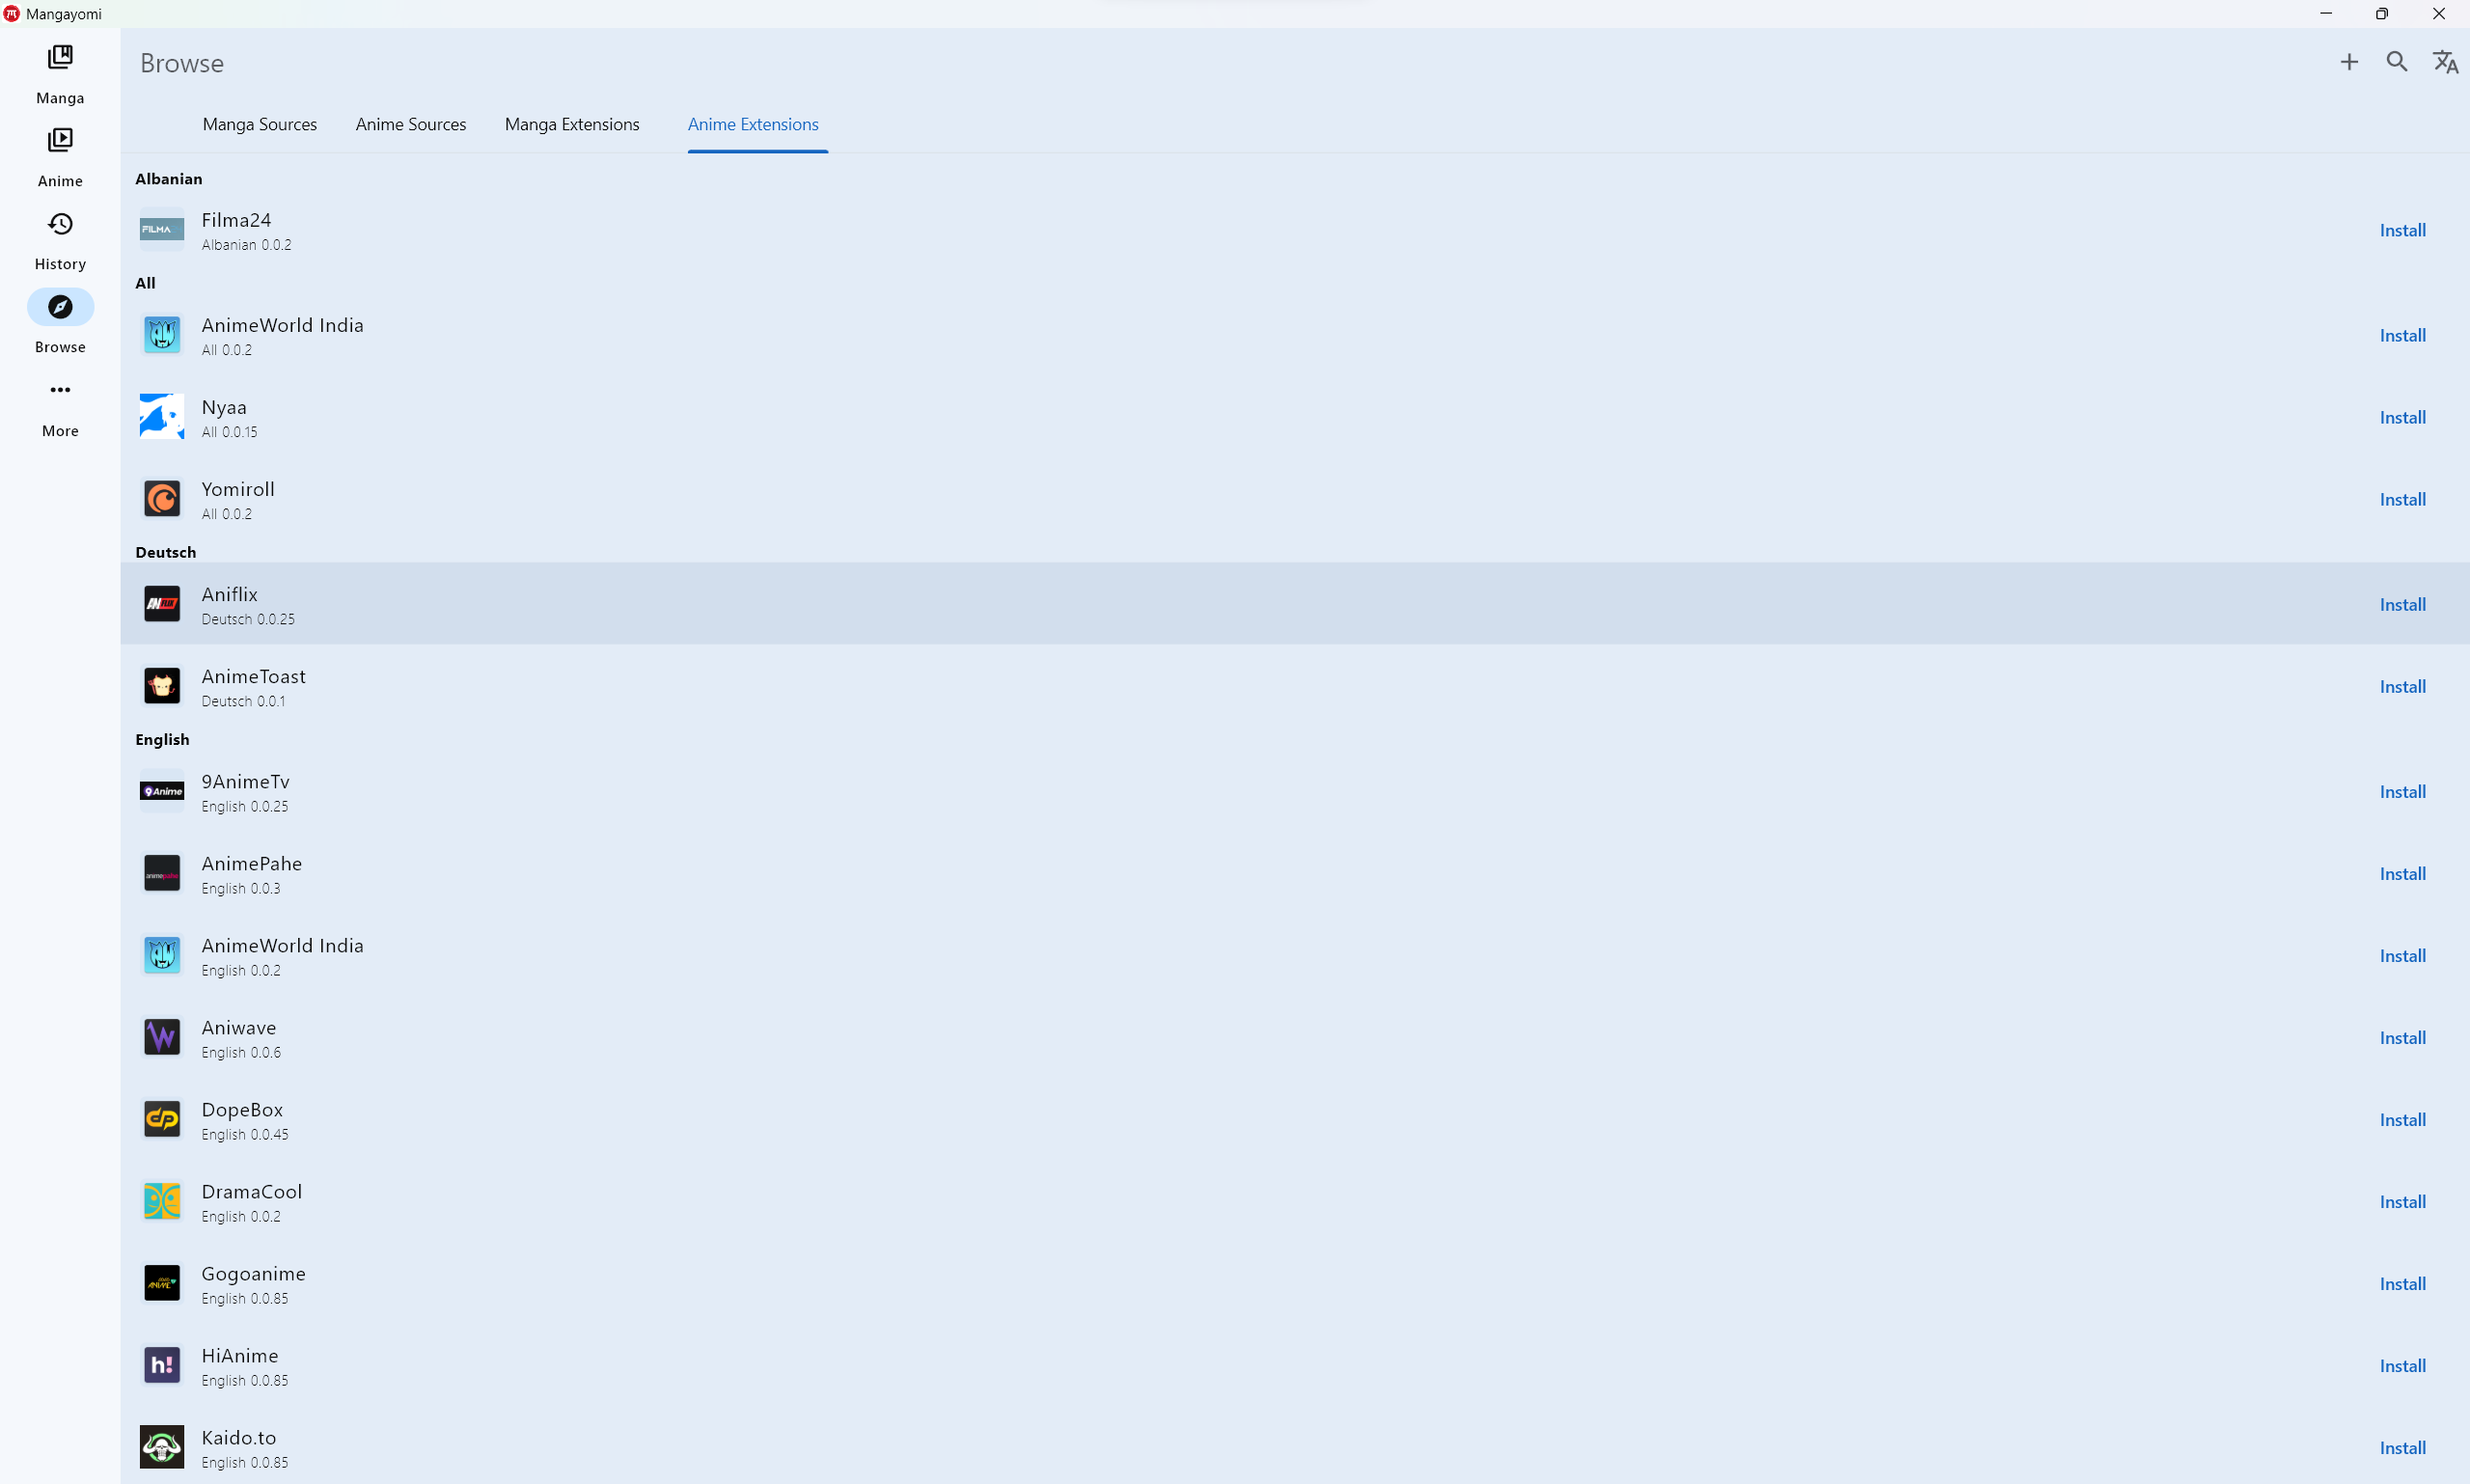 Mangayomi
Browse
Manga
Anime
History
Browse
More
Manga Sources
Anime Sources
Manga Extensions
Anime Extensions
Albanian
FILMA
Filma24
Albanian 0.0.2
Install
All
AnimeWorld India
All 0.0.2
Install
Nyaa
All 0.0.15
Install
Yomiroll
All 0.0.2
Install
Deutsch
Aniflix
Deutsch 0.0.25
Install
AnimeToast
Deutsch 0.0.1
Install
English
9Anime
9AnimeTv
English 0.0.25
Install
animepahe
AnimePahe
English 0.0.3
Install
AnimeWorld India
English 0.0.2
Install
Aniwave
English 0.0.6
Install
dp
DopeBox
English 0.0.45
Install
DramaCool
English 0.0.2
Install
Gogoanime
English 0.0.85
Install
h!
HiAnime
English 0.0.85
Install
Kaido.to
English 0.0.85
Install